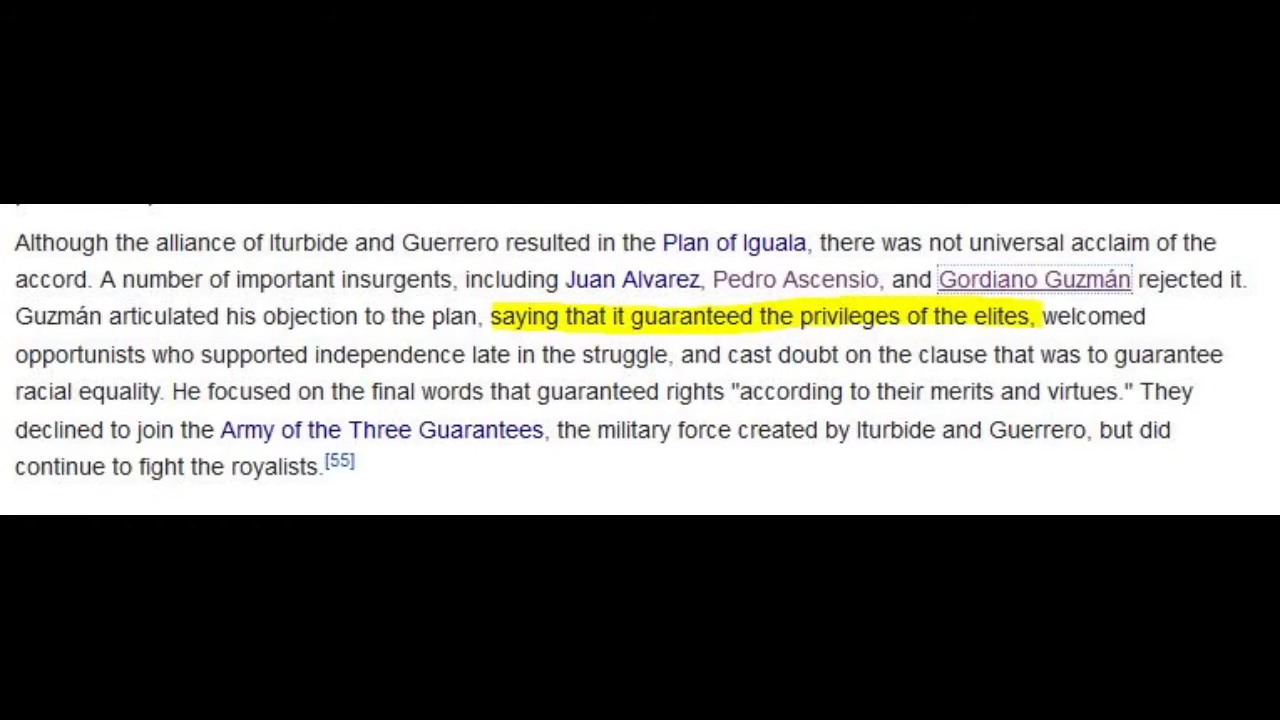 Although the alliance of Iturbide and Guerrero resulted in the Plan of Iguala, there was not universal acclaim of the
accord. A number of important insurgents, including Juan Alvarez, Pedro Ascensio, and Gordiano Guzmán rejected it.
Guzmán articulated his objection to the plan, saying that it guaranteed the privileges of the elites, welcomed
opportunists who supported independence late in the struggle, and cast doubt on the clause that was to guarantee
racial equality. He focused on the final words that guaranteed rights "according to their merits and virtues." They
declined to join the Army of the Three Guarantees, the military force created by Iturbide and Guerrero, but did
continue to fight the royalists.[55]